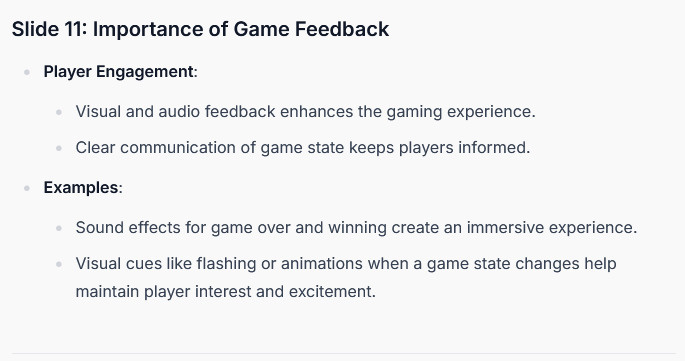 Slide 11: Importance of Game Feedback
Player Engagement:
Visual and audio feedback enhances the gaming experience.
Clear communication of game state keeps players informed.
Examples:
Sound effects for game over and winning create an immersive experience.
Visual cues like flashing or animations when a game state changes help
maintain player interest and excitement.